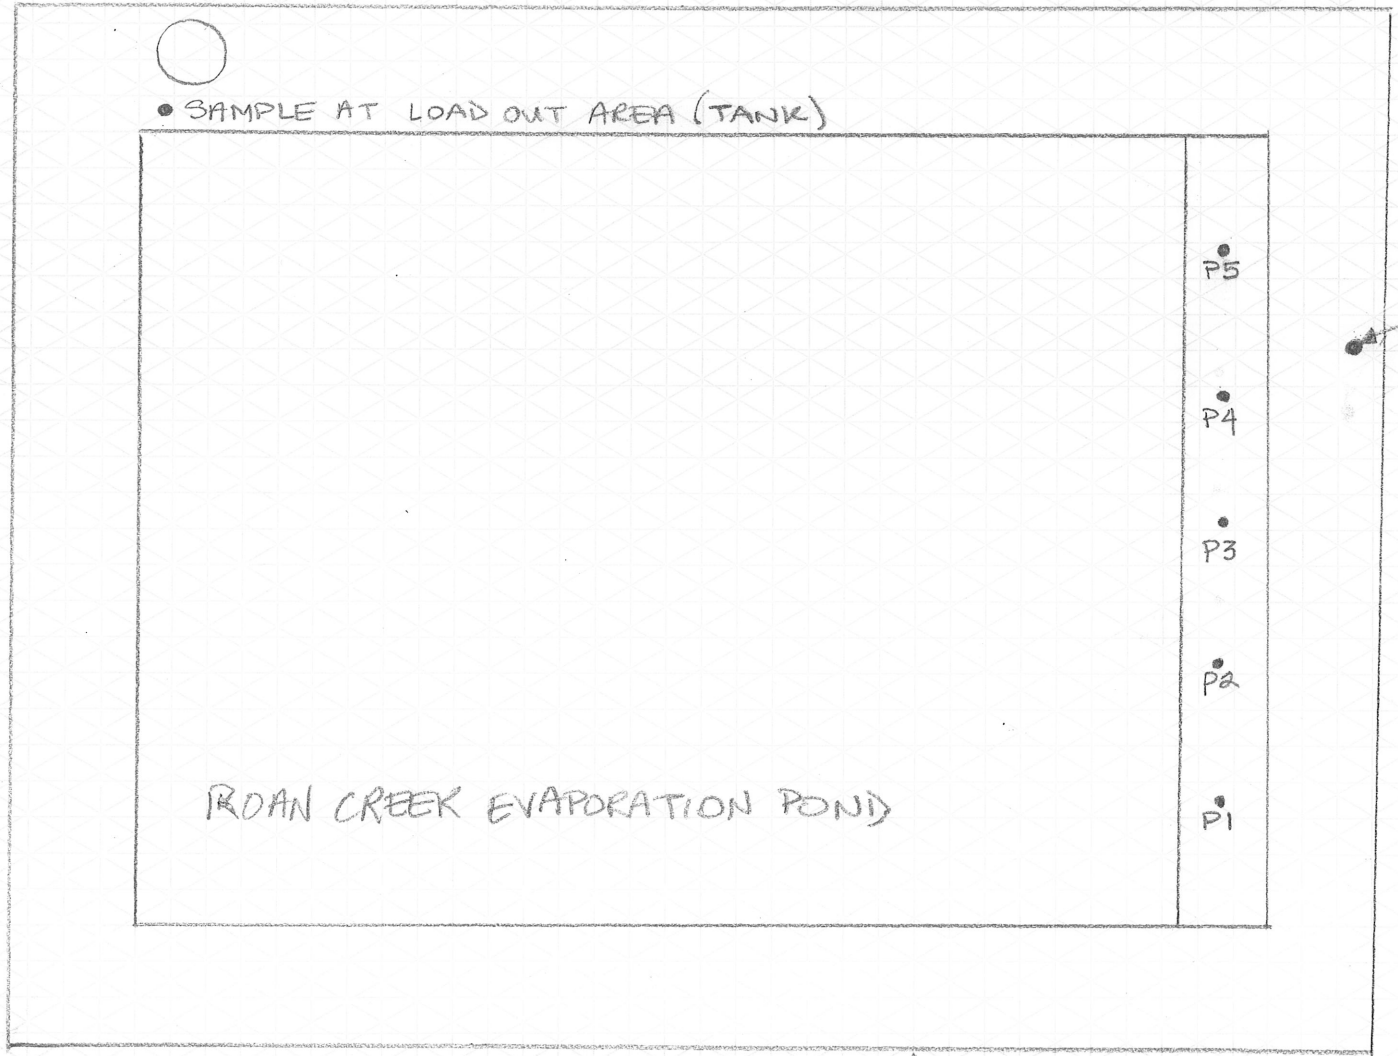 SAMPLE AT LOAD OUT AREA (TANK)
P5
P4
P3
P2
P1
ROAN CREEK EVAPORATION POND